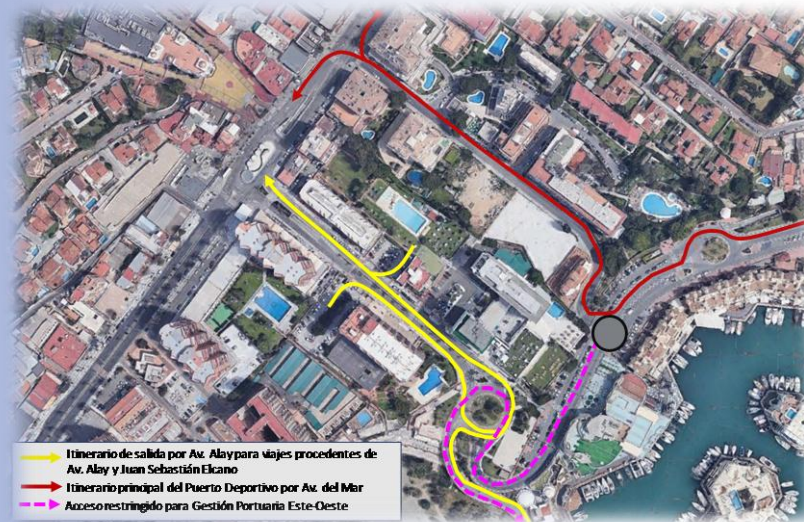 Itinerario de salida por Av. Alay para viajes procedentes de
Av. Alay y Juan Sebastián Elcano
Itinerario principal del Puerto Deportivo por Av. del Mar
Acceso restringido para Gestión Portuaria Este-Oeste